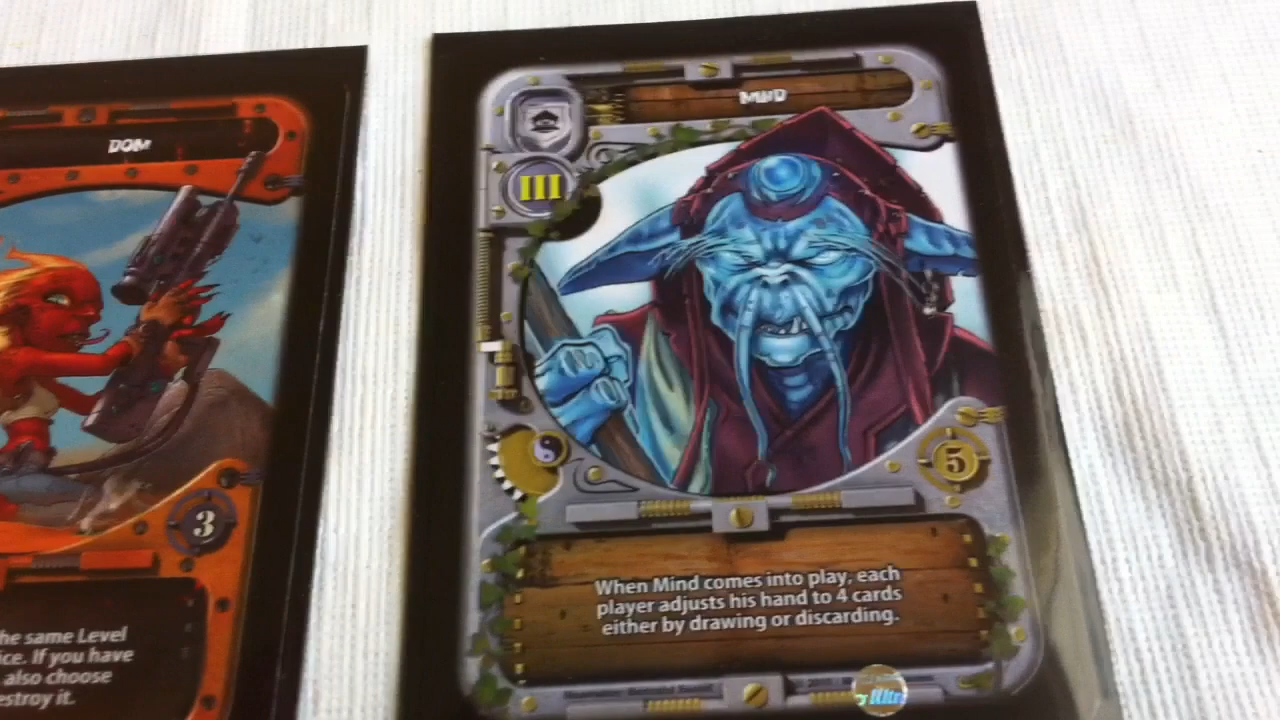 DOM
3
he same Level
ice. If you have
also choose
estroy it.
MIND
III
5
When Mind comes into play, each
player adjusts his hand to 4 cards
either by drawing or discarding.